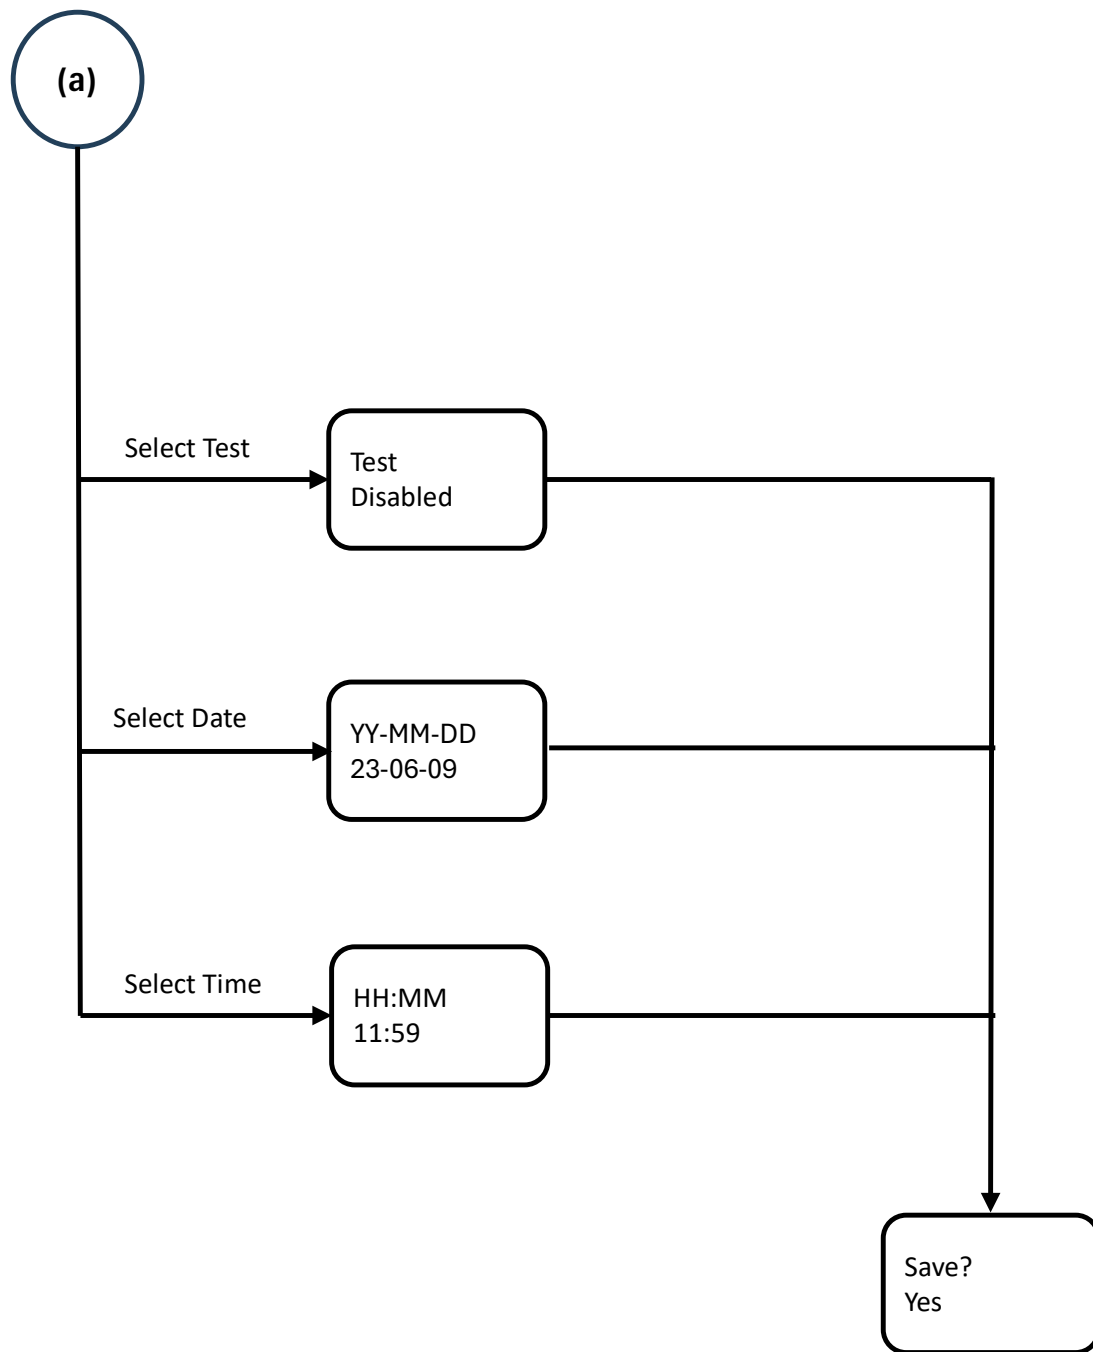 (a)
Select Test
Test
Disabled
Select Date
YY-MM-DD
23-06-09
Select Time
HH:MM
11:59
Save?
Yes